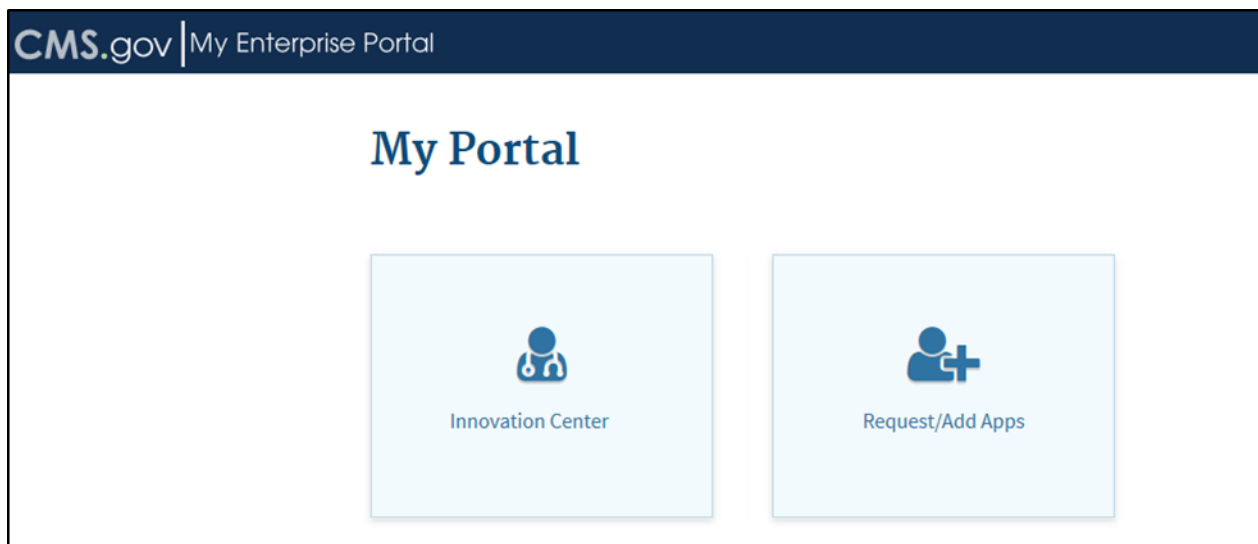 CMS.gov | My Enterprise Portal
My Portal
Innovation Center
Request/Add Apps